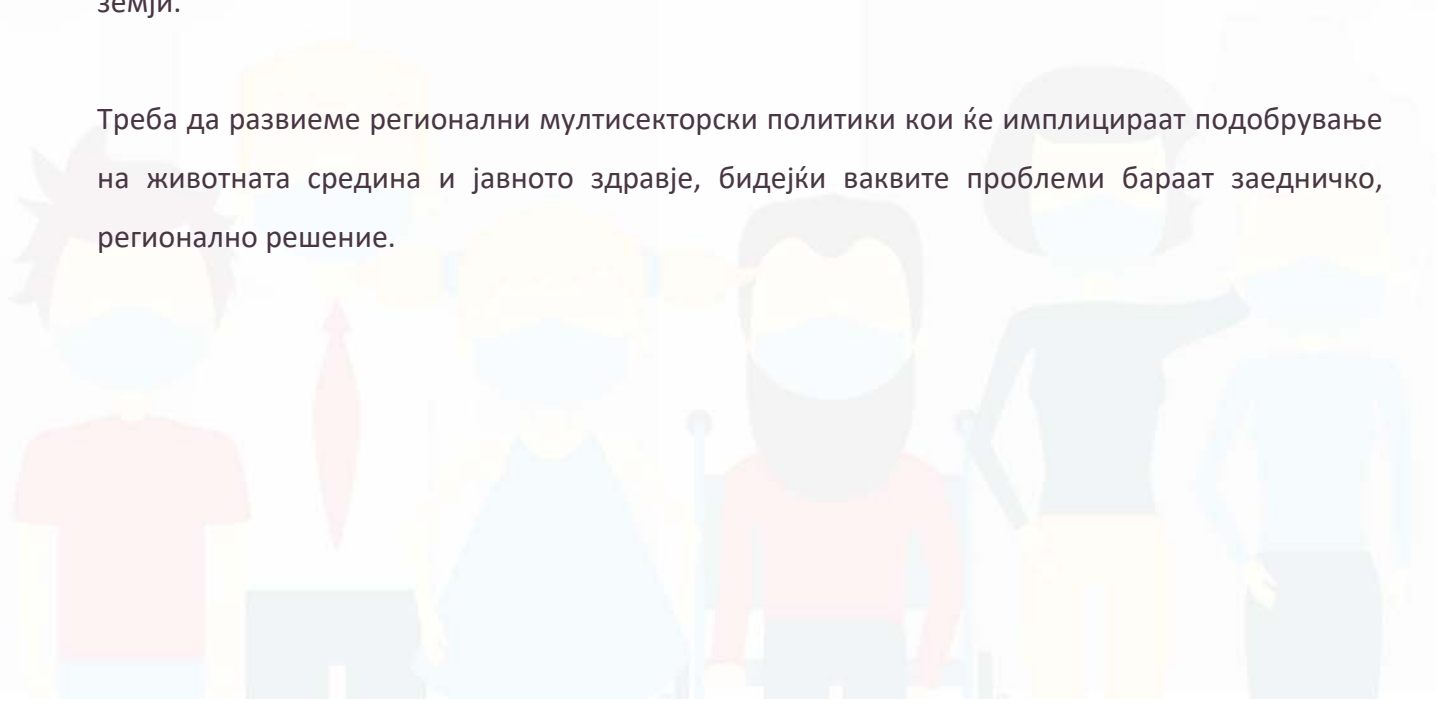 земји.
Треба да развиеме регионални мултисекторски политики кои ќе имплицираат подобрување
на животната средина и јавното здравје, бидејќи ваквите проблеми бараат заедничко,
регионално решение.